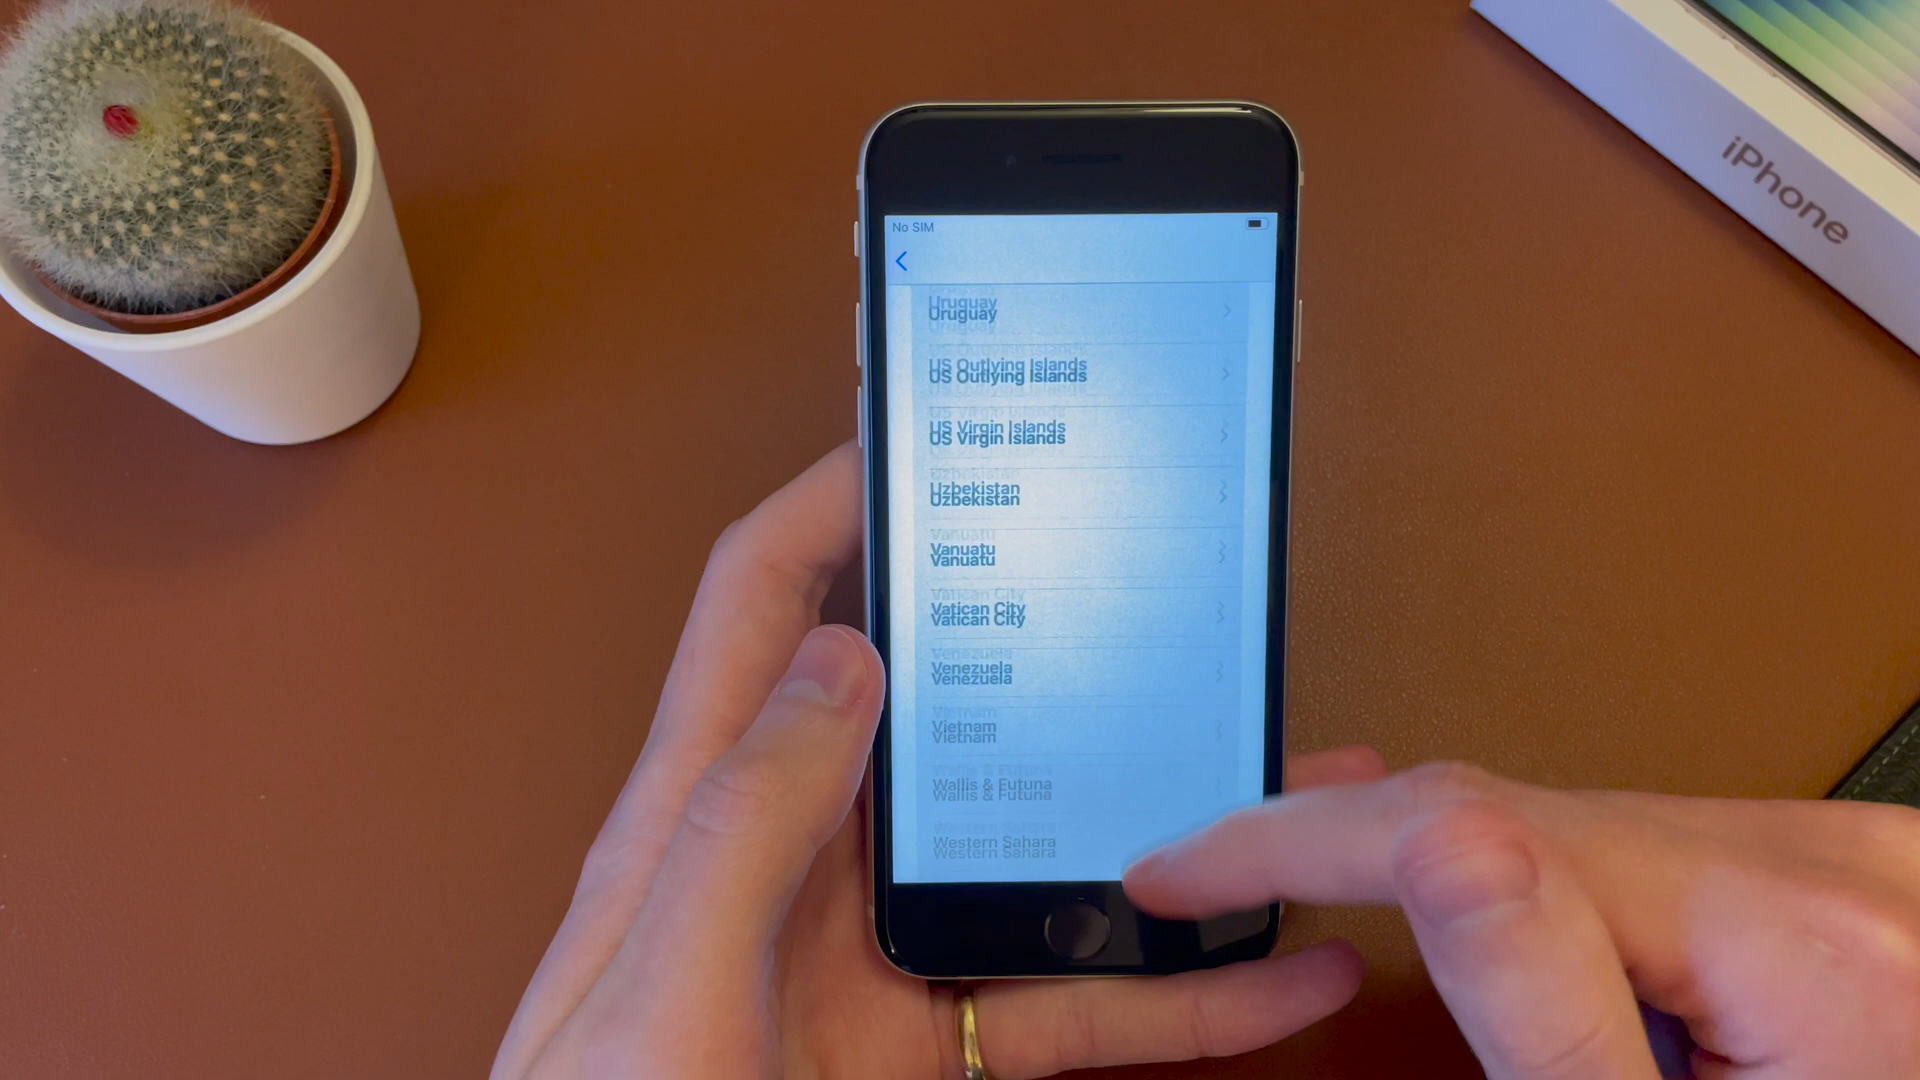 iPhone
No SIM
Uruguay
US Outlying Islands
US Virgin Islands
Uzbekistan
Vanuatu
Vatican City
Venezuela
Vietnam
Wallis & Futuna
Western Sahara